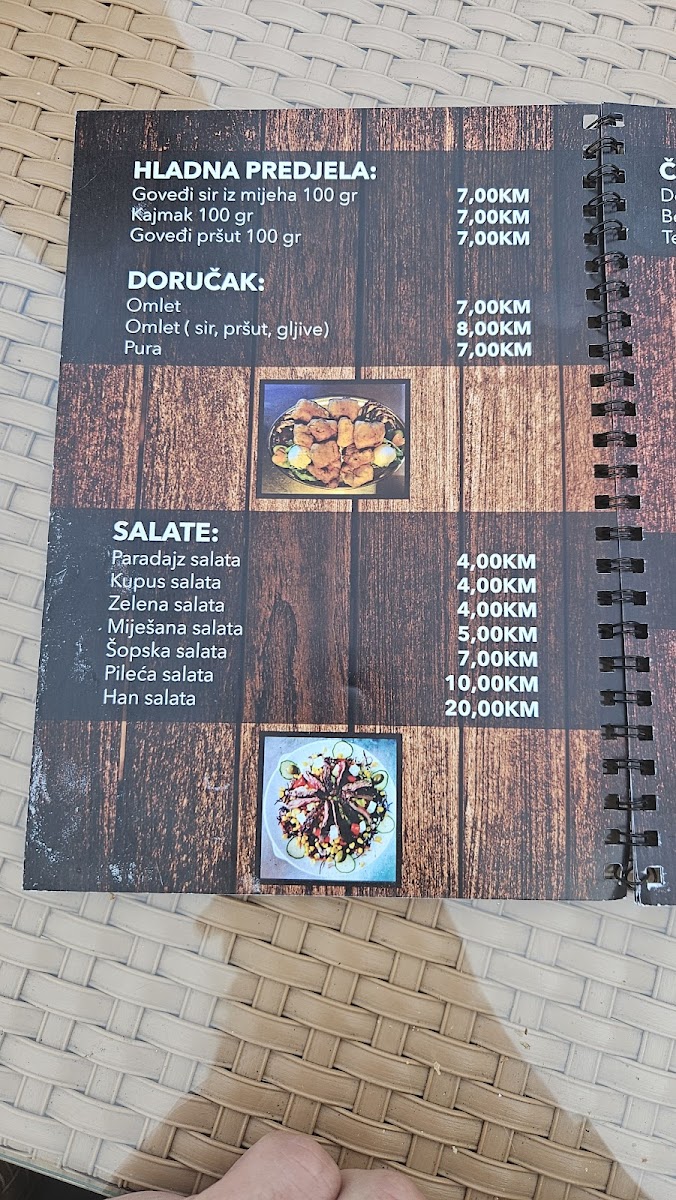 HLADNA PREDJELA:
Goveđi sir iz mijeha 100 gr 7,00KM
Kajmak 100 gr 7,00KM
Goveđi pršut 100 gr 7,00KM
DORUČAK:
Omlet 7,00KM
Omlet ( sir, pršut, gljive) 8,00KM
Pura 7,00KM
SALATE:
Paradajz salata 4,00KM
Kupus salata 4,00KM
Zelena salata 4,00KM
Miješana salata 5,00KM
Šopska salata 7,00KM
Pileća salata 10,00KM
Han salata 20,00KM